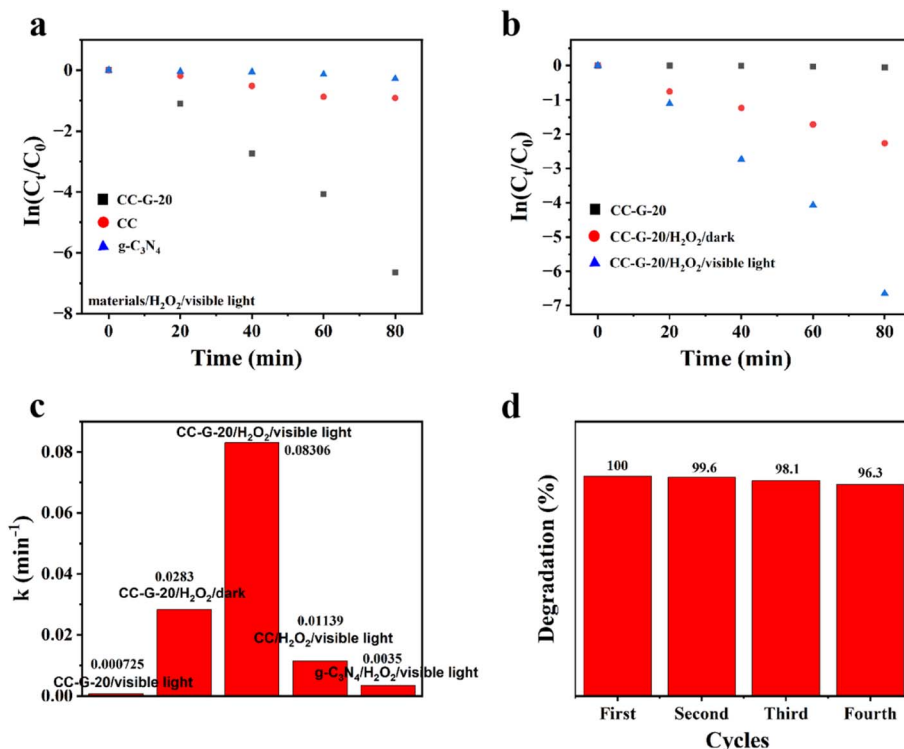 a
ln(Cₜ/C₀)
0
−2
−4
−6
−8
CC-G-20
CC
g-C₃N₄
materials/H₂O₂/visible light
0 20 40 60 80
Time (min)
b
ln(Cₜ/C₀)
0
−1
−2
−3
−4
−5
−6
−7
CC-G-20
CC-G-20/H₂O₂/dark
CC-G-20/H₂O₂/visible light
0 20 40 60 80
Time (min)
c
k (min⁻¹)
0.08
0.06
0.04
0.02
0.00
CC-G-20/H₂O₂/visible light
0.08306
0.0283
CC-G-20/H₂O₂/dark
0.01139
CC/H₂O₂/visible light
0.0035
g-C₃N₄/H₂O₂/visible light
0.000725
CC-G-20/visible light
d
Degradation (%)
100 99.6 98.1 96.3
First Second Third Fourth
Cycles